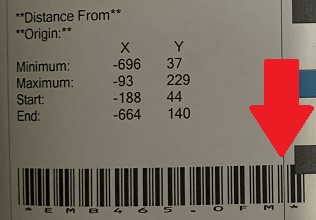 **Distance From**
**Origin:**
X Y
Minimum: -696 37
Maximum: -93 229
Start: -188 44
End: -664 140
*EMB465.OFM*